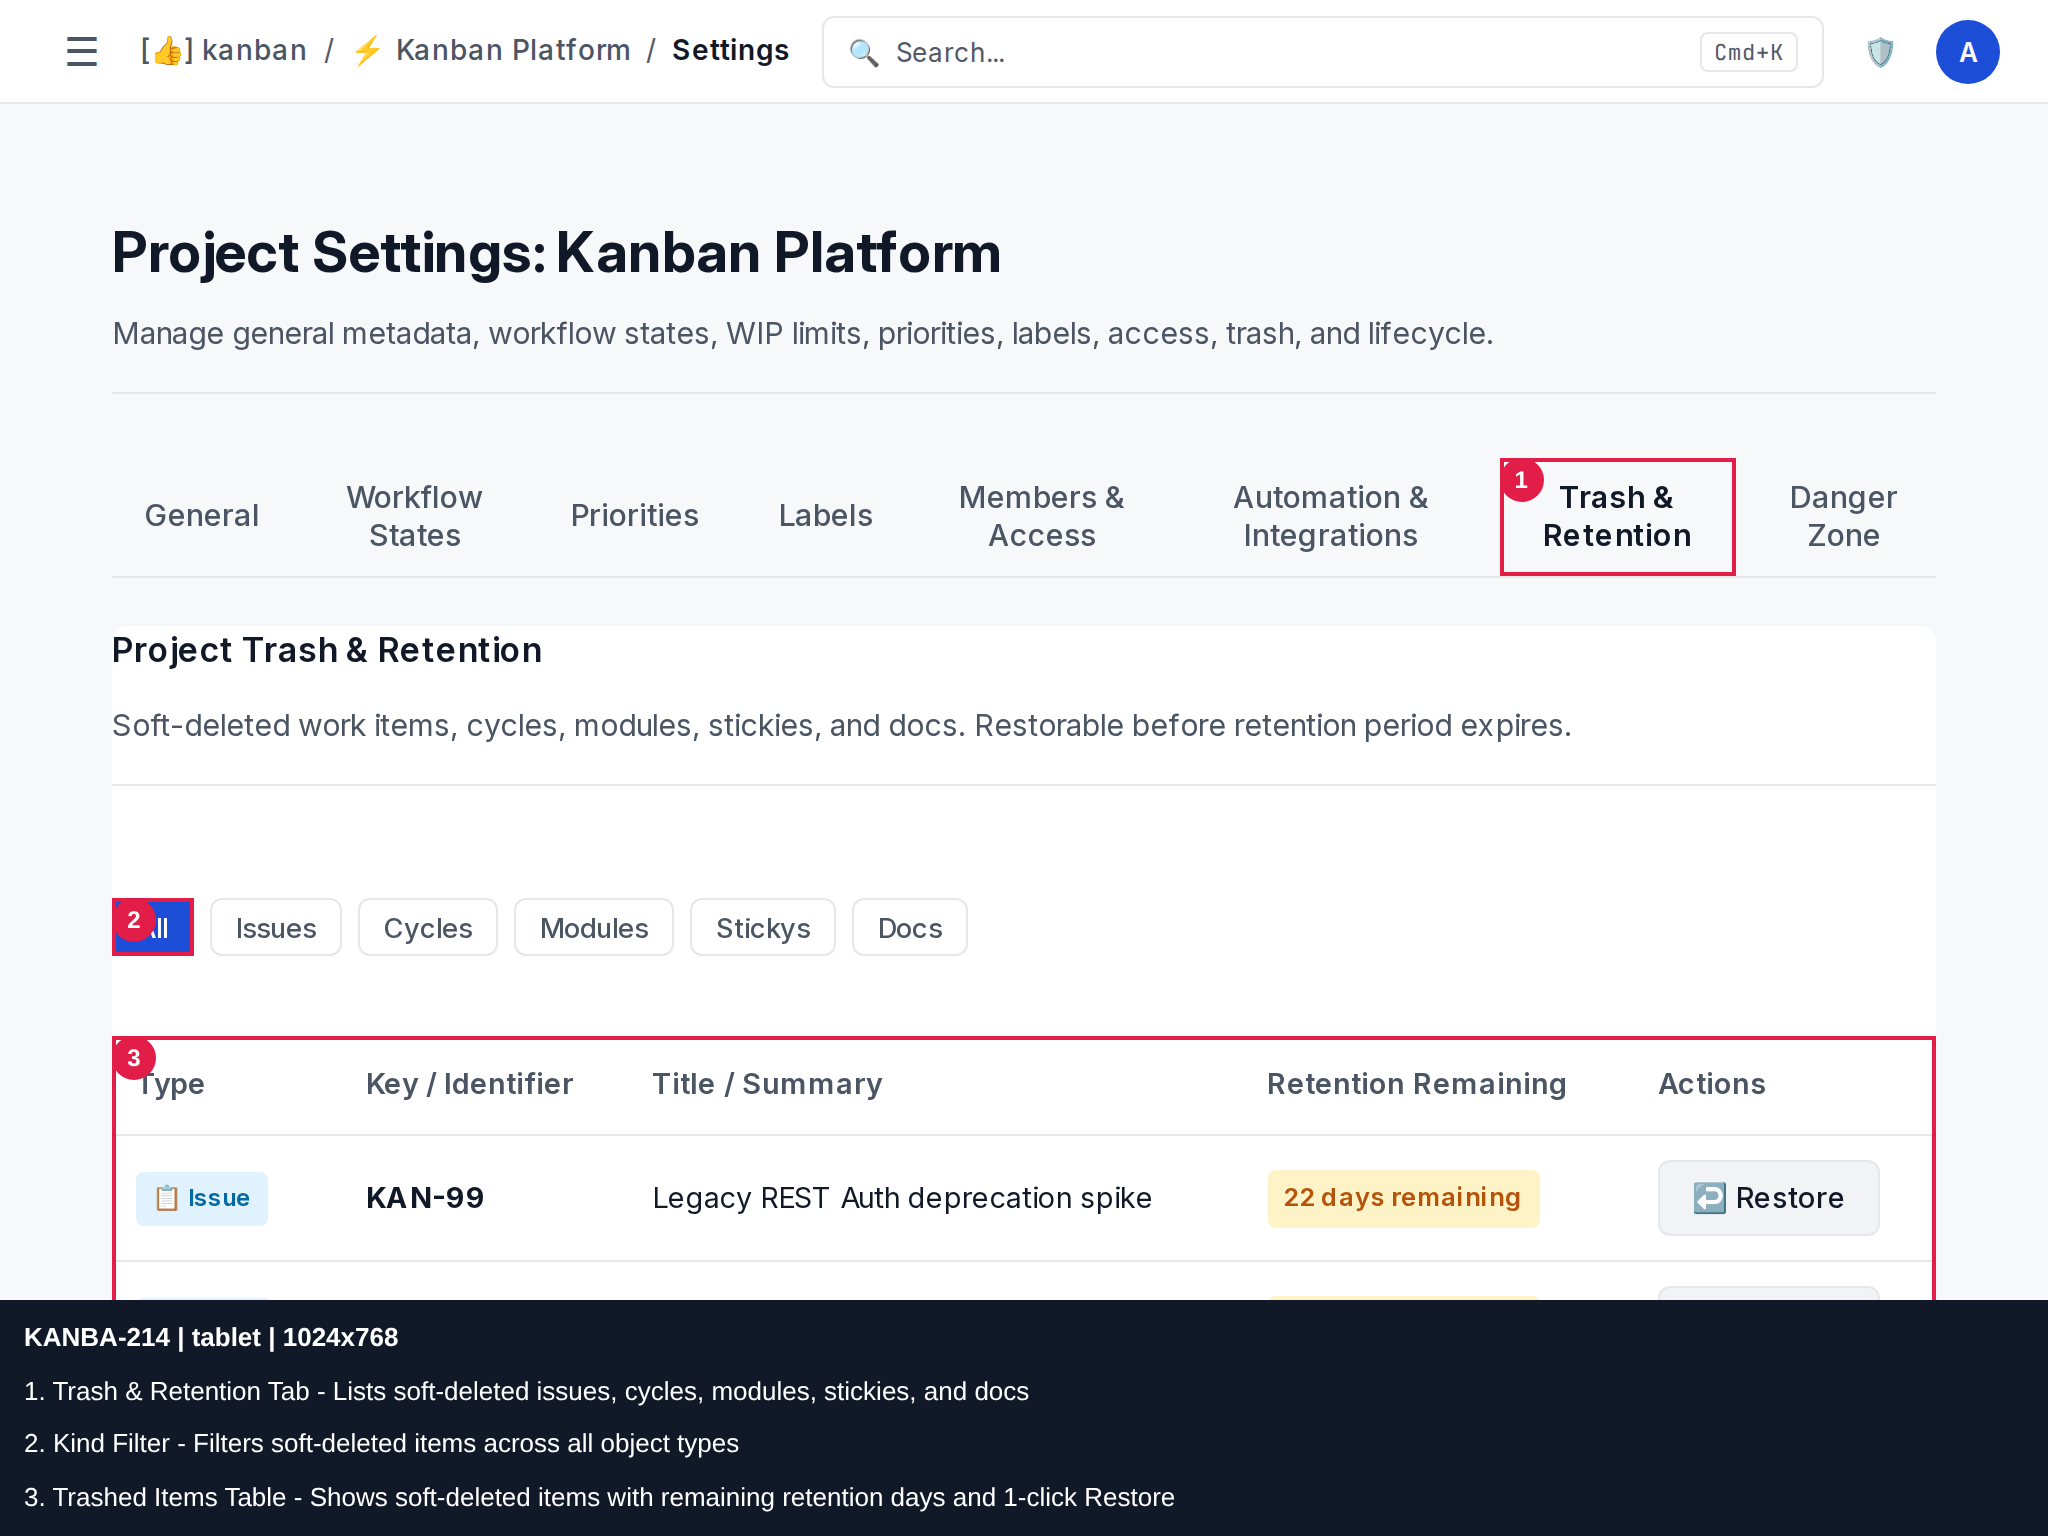 [👍] kanban / ⚡ Kanban Platform / Settings
Search...
Cmd+K
A
Project Settings: Kanban Platform
Manage general metadata, workflow states, WIP limits, priorities, labels, access, trash, and lifecycle.
General
Workflow
States
Priorities
Labels
Members &
Access
Automation &
Integrations
1
Trash &
Retention
Danger
Zone
Project Trash & Retention
Soft-deleted work items, cycles, modules, stickies, and docs. Restorable before retention period expires.
2
Issues
Cycles
Modules
Stickys
Docs
3
Type
Key / Identifier
Title / Summary
Retention Remaining
Actions
Issue
KAN-99
Legacy REST Auth deprecation spike
22 days remaining
Restore
KANBA-214 | tablet | 1024x768
1. Trash & Retention Tab - Lists soft-deleted issues, cycles, modules, stickies, and docs
2. Kind Filter - Filters soft-deleted items across all object types
3. Trashed Items Table - Shows soft-deleted items with remaining retention days and 1-click Restore